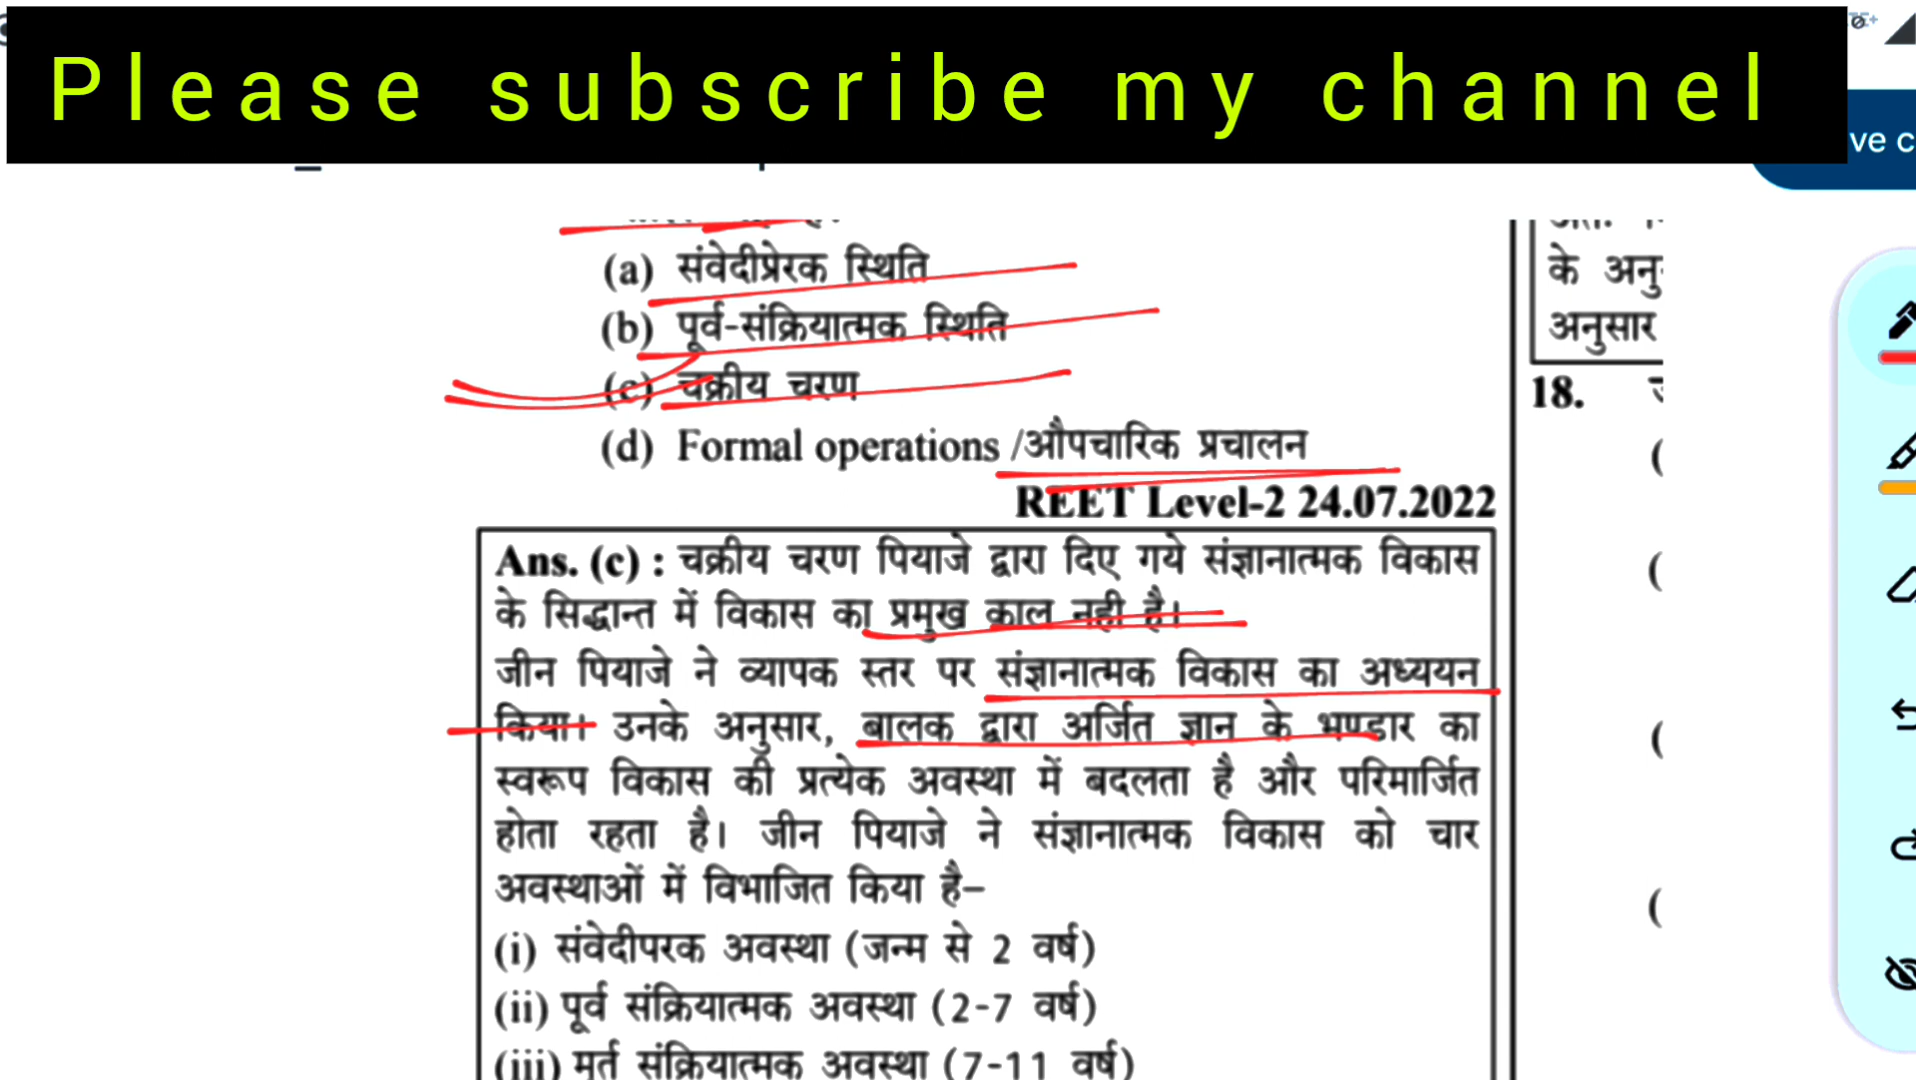 Please subscribe my channel
ve c
(a) संवेदीप्रेरक स्थिति
(b) पूर्व-संक्रियात्मक स्थिति
(c) चक्रीय चरण
(d) Formal operations /औपचारिक प्रचालन
REET Level-2 24.07.2022
Ans. (c) : चक्रीय चरण पियाजे द्वारा दिए गये संज्ञानात्मक विकास
के सिद्धान्त में विकास का प्रमुख काल नही है।
जीन पियाजे ने व्यापक स्तर पर संज्ञानात्मक विकास का अध्ययन
किया। उनके अनुसार, बालक द्वारा अर्जित ज्ञान के भण्डार का
स्वरूप विकास की प्रत्येक अवस्था में बदलता है और परिमार्जित
होता रहता है। जीन पियाजे ने संज्ञानात्मक विकास को चार
अवस्थाओं में विभाजित किया है–
(i) संवेदीपरक अवस्था (जन्म से 2 वर्ष)
(ii) पूर्व संक्रियात्मक अवस्था (2-7 वर्ष)
(iii) मूर्त संक्रियात्मक अवस्था (7-11 वर्ष)
के अनु
अनुसार
18.